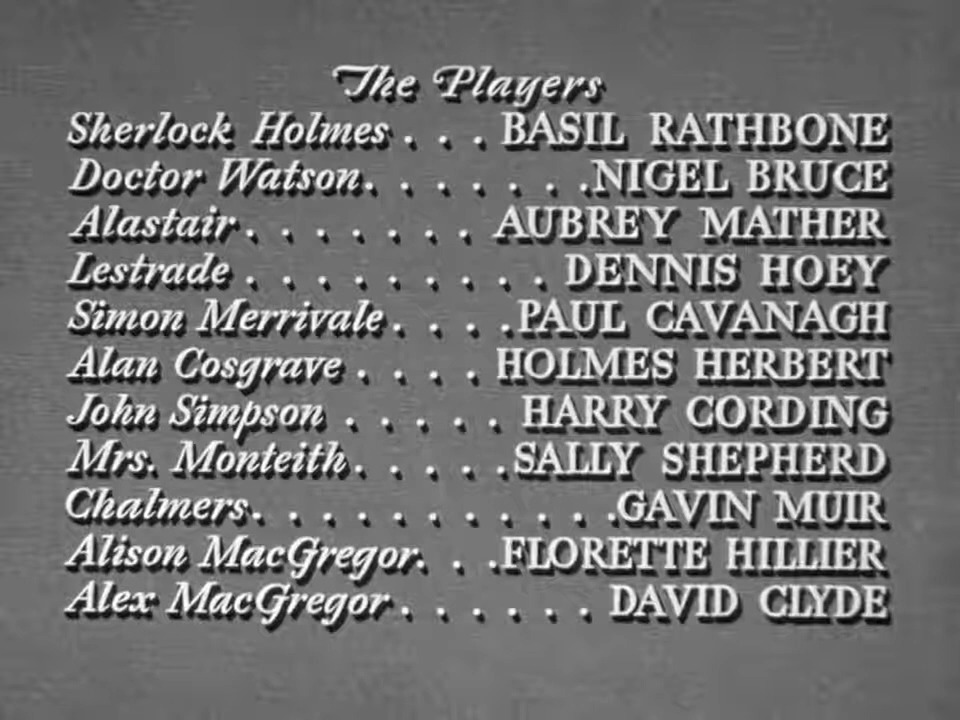 The Players
Sherlock Holmes . . . BASIL RATHBONE
Doctor Watson. . . . . . .NIGEL BRUCE
Alastair. . . . . . . AUBREY MATHER
Lestrade . . . . . . . . . DENNIS HOEY
Simon Merrivale. . . .PAUL CAVANAGH
Alan Cosgrave . . . . HOLMES HERBERT
John Simpson . . . . . HARRY CORDING
Mrs. Monteith. . . . .SALLY SHEPHERD
Chalmers. . . . . . . . . . .GAVIN MUIR
Alison MacGregor. . .FLORETTE HILLIER
Alex MacGregor . . . . . . DAVID CLYDE